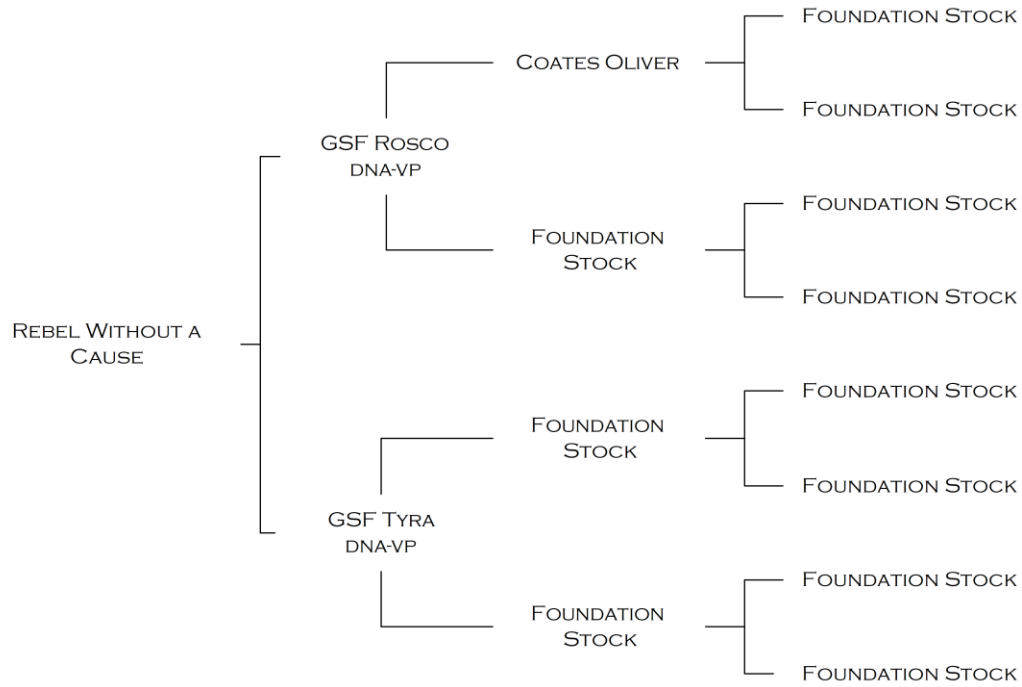 Foundation Stock
Coates Oliver
Foundation Stock
GSF Rosco
DNA-VP
Foundation Stock
Foundation
Stock
Foundation Stock
Rebel Without a
Cause
Foundation Stock
Foundation
Stock
Foundation Stock
GSF Tyra
DNA-VP
Foundation Stock
Foundation
Stock
Foundation Stock